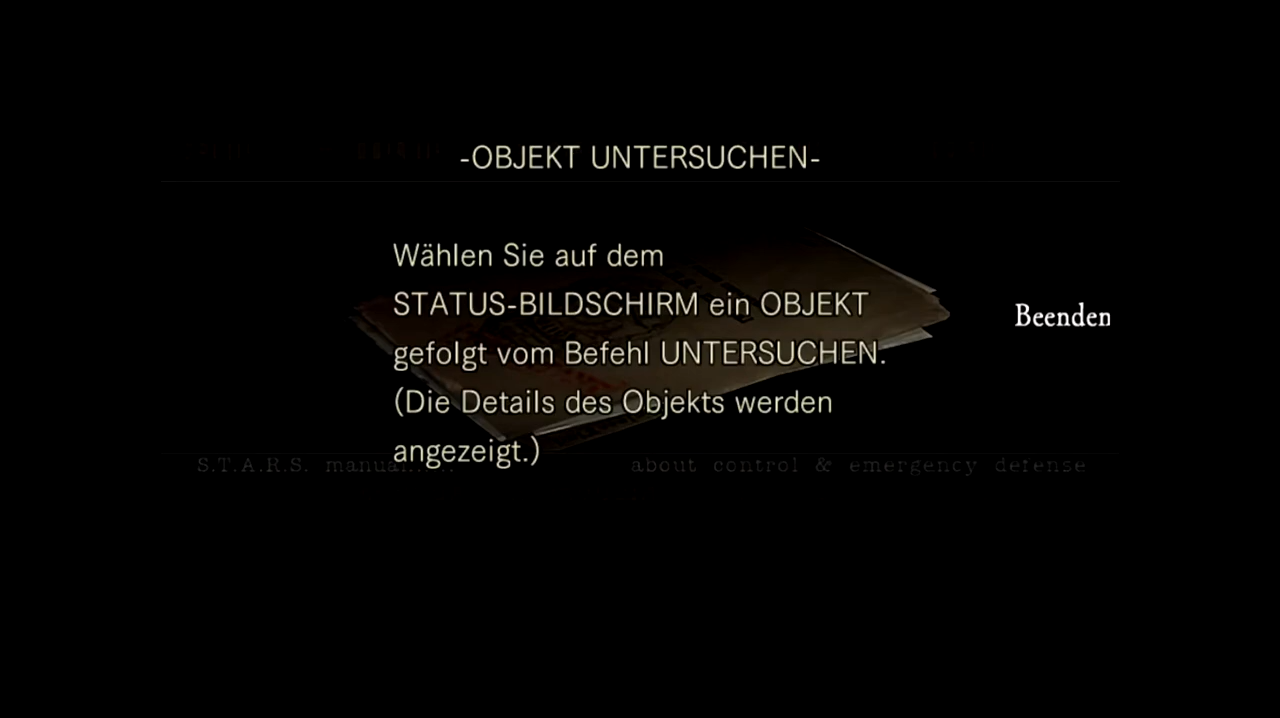 -OBJEKT UNTERSUCHEN-
Wählen Sie auf dem
STATUS-BILDSCHIRM ein OBJEKT
gefolgt vom Befehl UNTERSUCHEN.
(Die Details des Objekts werden
angezeigt.)
Beenden
S.T.A.R.S. manual...... about control & emergency defense